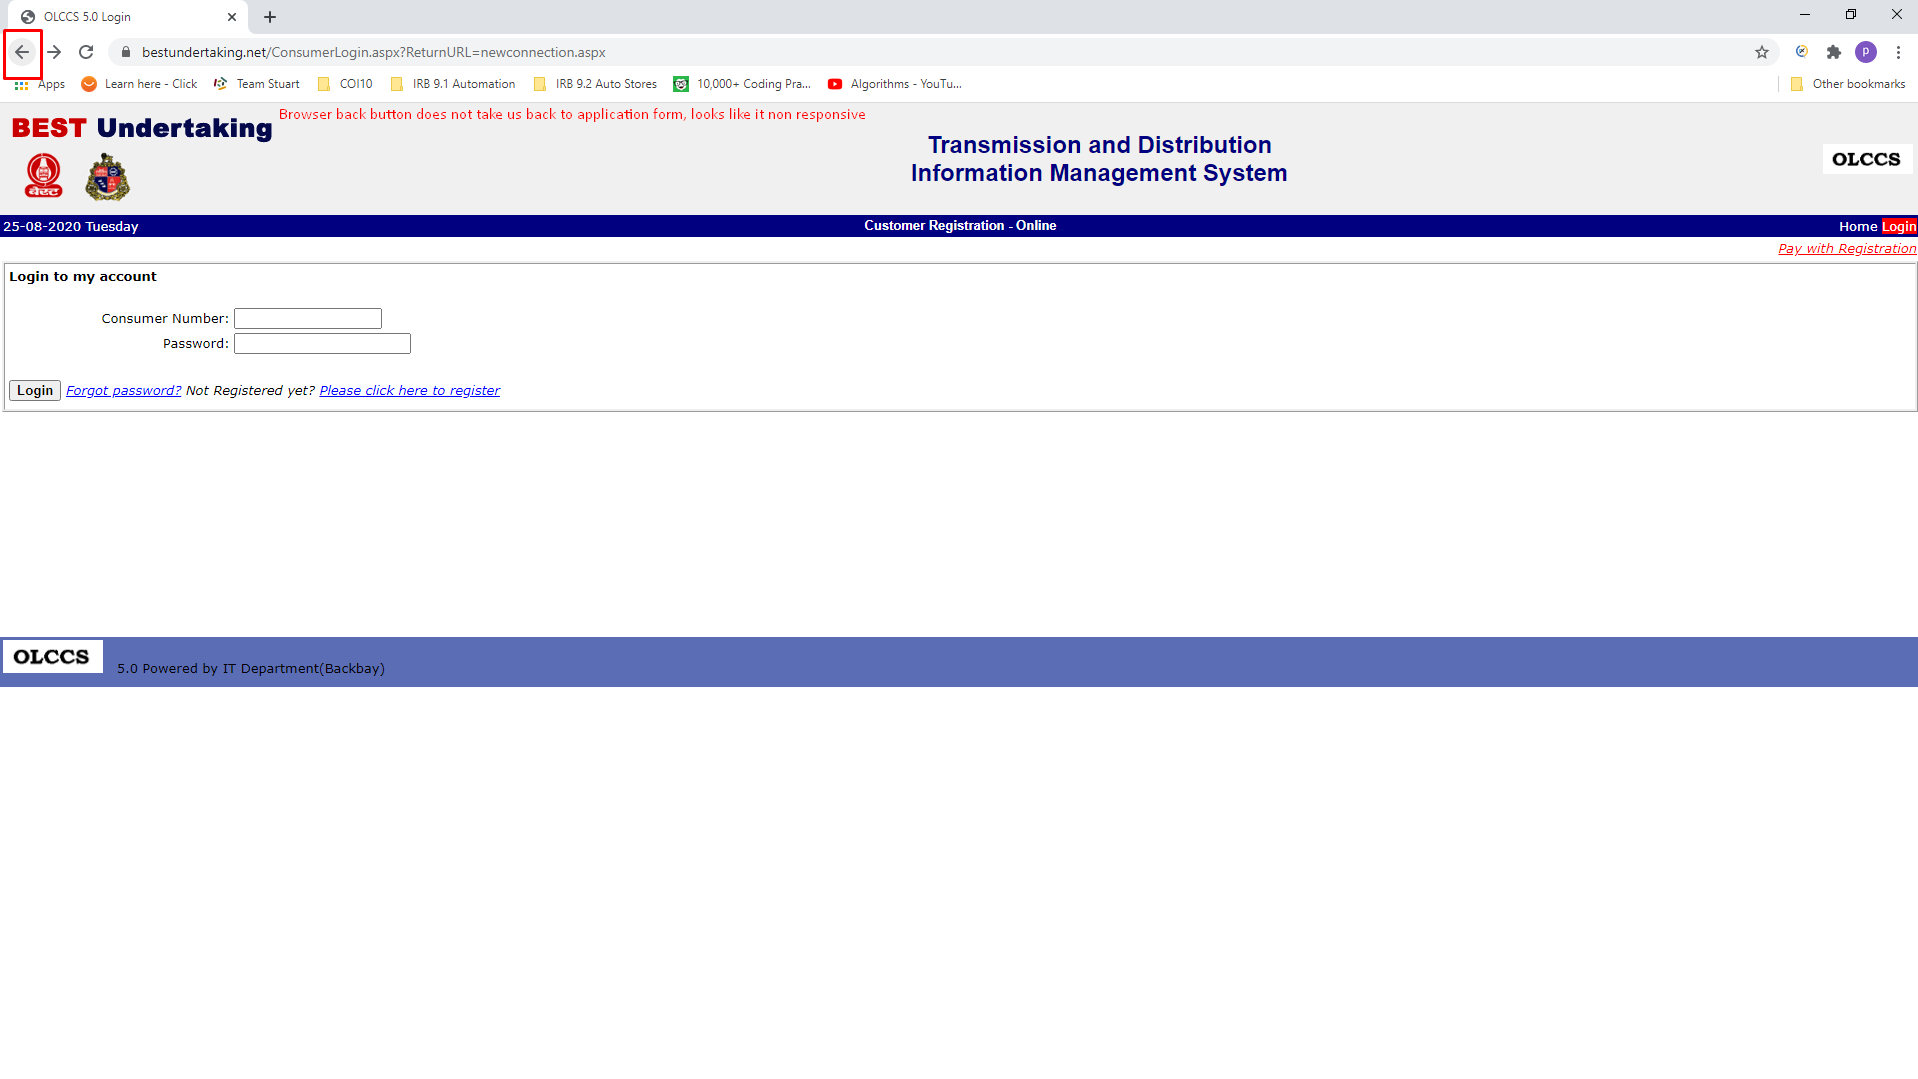 OLCCS 5.0 Login
bestundertaking.net/ConsumerLogin.aspx?ReturnURL=newconnection.aspx
P
Apps Learn here - Click Team Stuart COI10 IRB 9.1 Automation IRB 9.2 Auto Stores 10,000+ Coding Pra... Algorithms - YouTu... Other bookmarks
BEST Undertaking
Browser back button does not take us back to application form, looks like it non responsive
Transmission and Distribution
Information Management System
बेस्ट
OLCCS
25-08-2020 Tuesday Customer Registration - Online Home Login
Pay with Registration
Login to my account
Consumer Number:
Password:
Login Forgot password? Not Registered yet? Please click here to register
OLCCS
5.0 Powered by IT Department(Backbay)